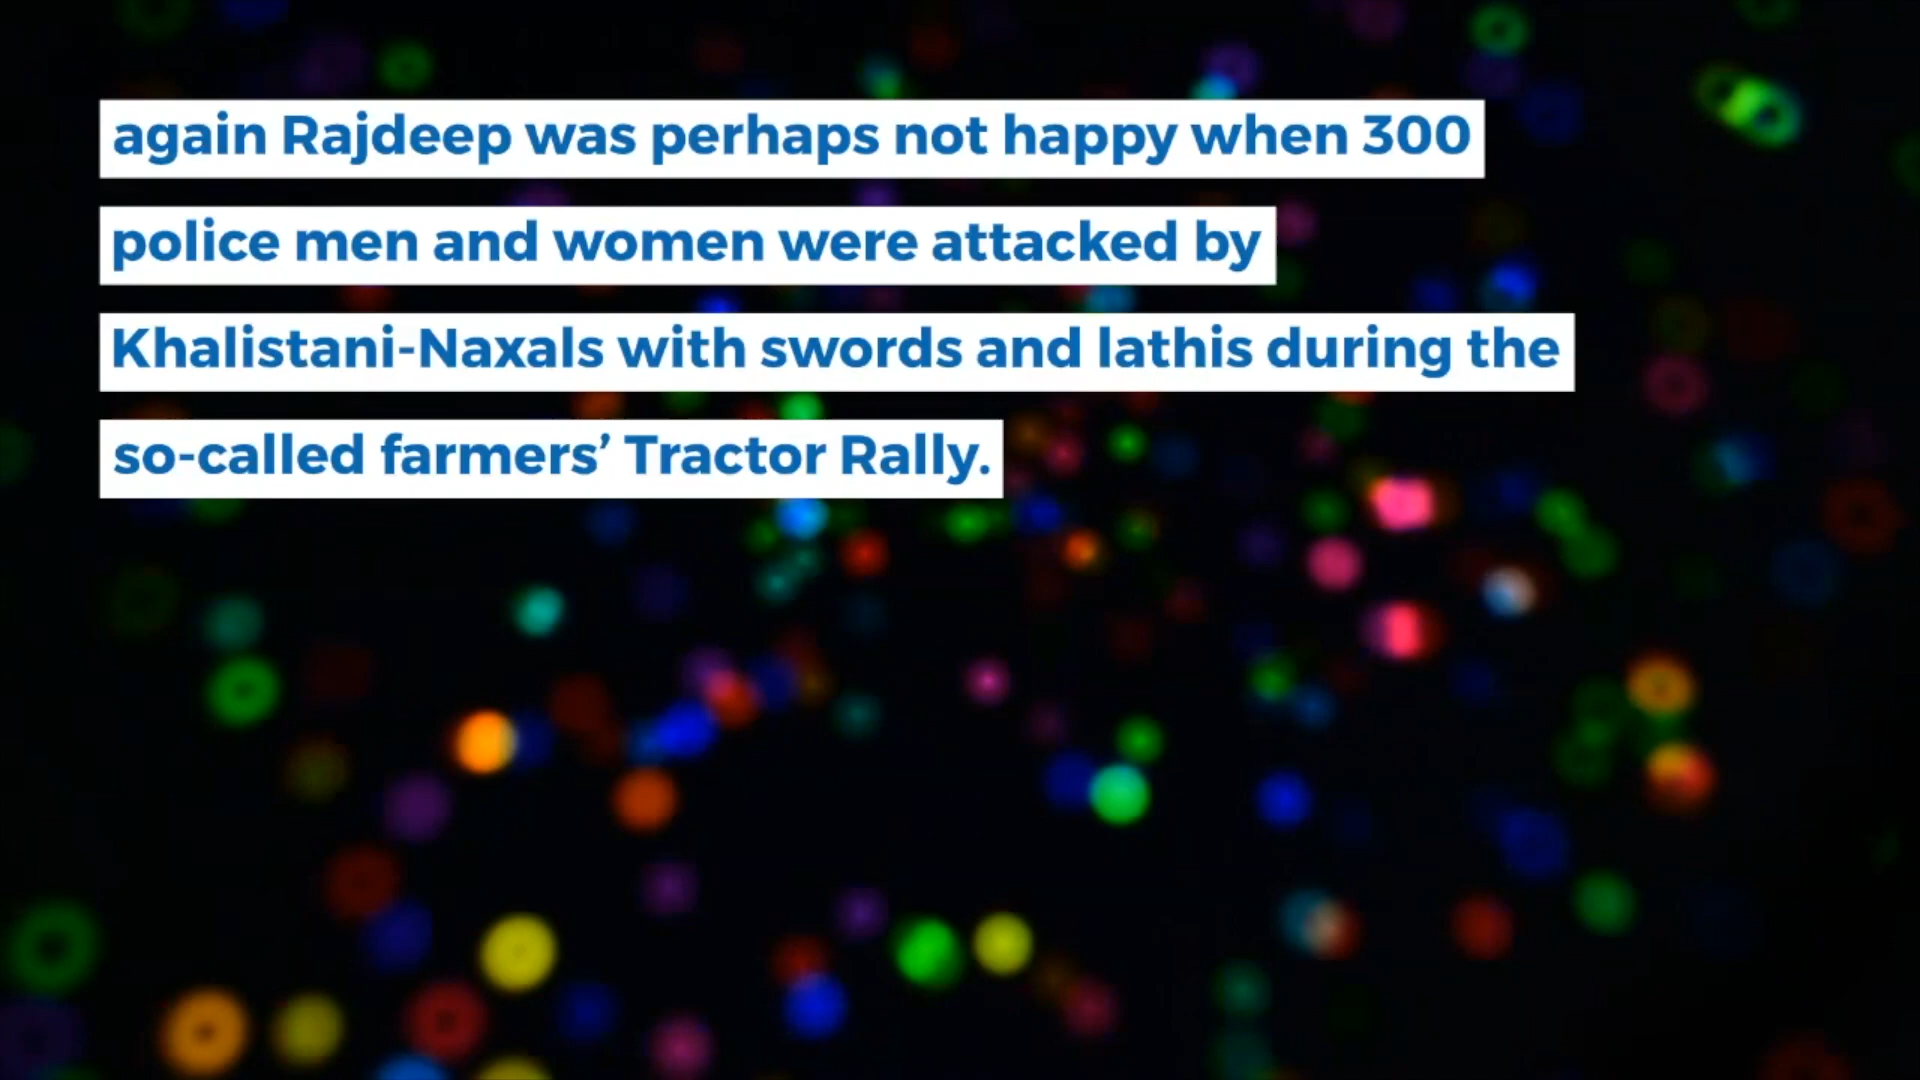 again Rajdeep was perhaps not happy when 300
police men and women were attacked by
Khalistani-Naxals with swords and lathis during the
so-called farmers’ Tractor Rally.